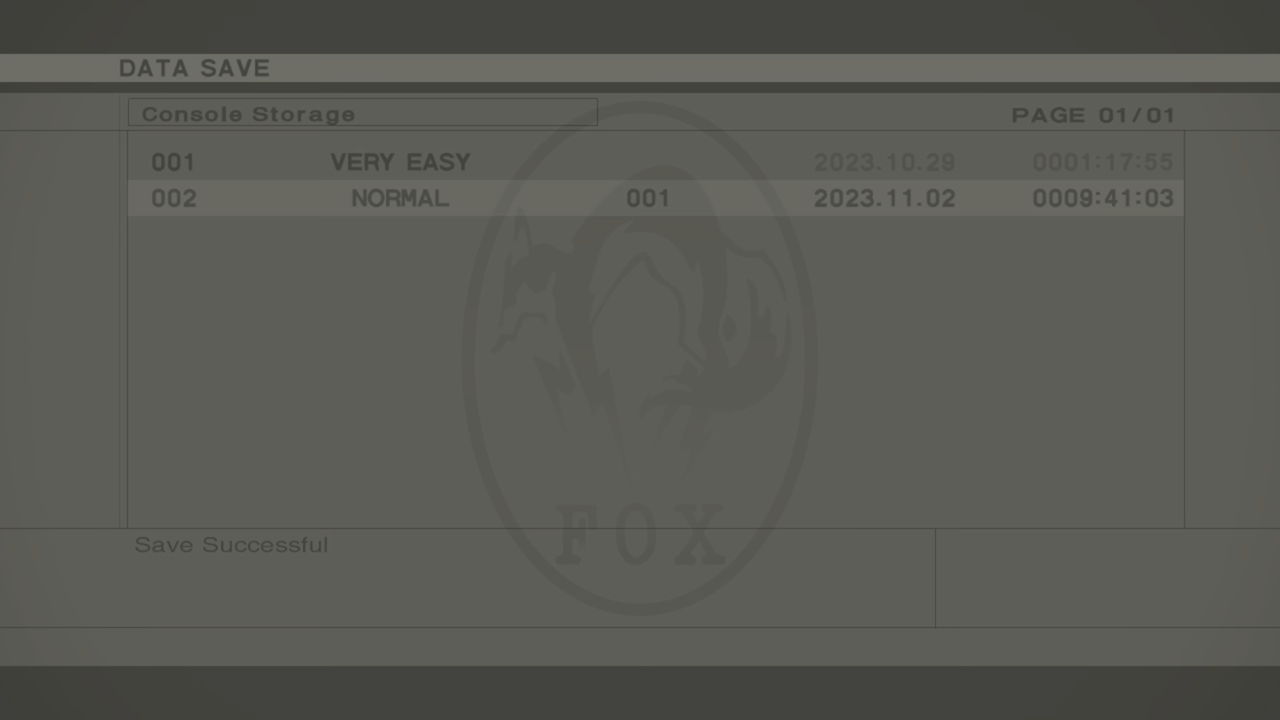 DATA SAVE
Console Storage PAGE 01/01
001 VERY EASY 2023.10.29 0001:17:55
002 NORMAL 001 2023.11.02 0009:41:03
FOX
Save Successful